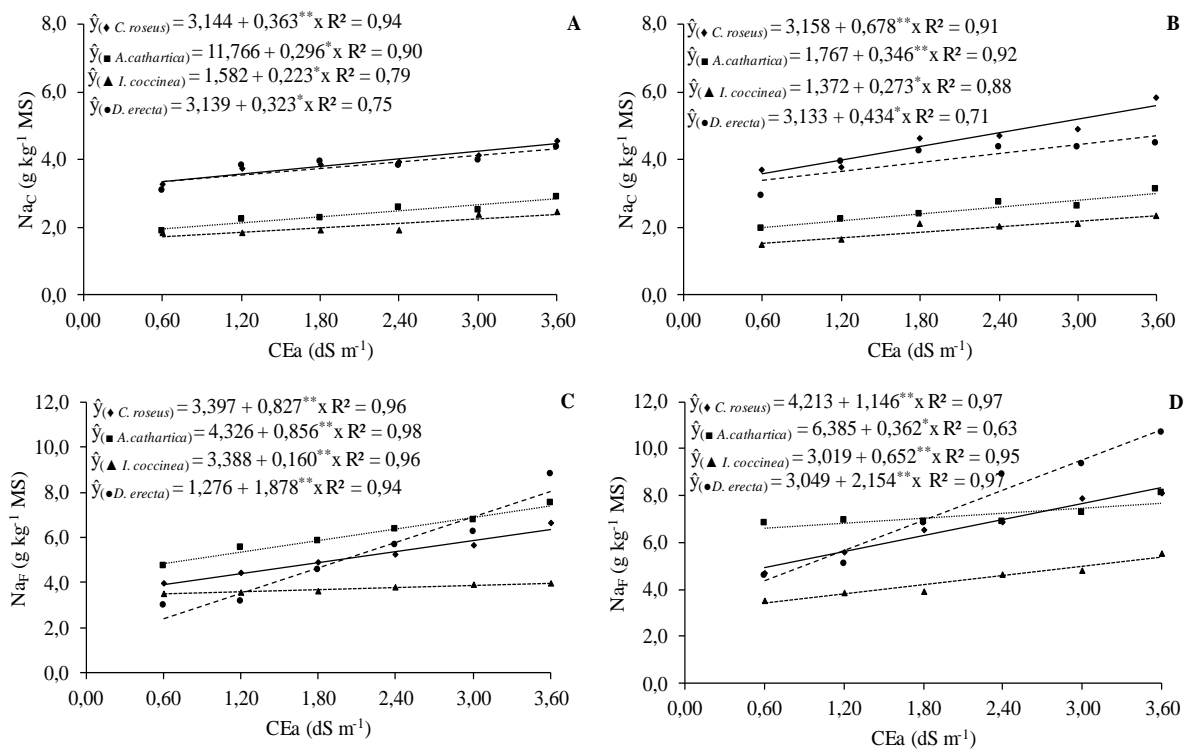 A
ŷ(♦ C. roseus) = 3,144 + 0,363**x R² = 0,94
ŷ(■ A.cathartica) = 11,766 + 0,296*x R² = 0,90
ŷ(▲ I. coccinea) = 1,582 + 0,223*x R² = 0,79
ŷ(●D. erecta) = 3,139 + 0,323*x R² = 0,75
8,0
6,0
4,0
2,0
0,0
NaC (g kg-1 MS)
0,00 0,60 1,20 1,80 2,40 3,00 3,60
CEa (dS m-1)
B
ŷ(♦ C. roseus) = 3,158 + 0,678**x R² = 0,91
ŷ(■ A.cathartica) = 1,767 + 0,346**x R² = 0,92
ŷ(▲ I. coccinea) = 1,372 + 0,273*x R² = 0,88
ŷ(●D. erecta) = 3,133 + 0,434*x R² = 0,71
8,0
6,0
4,0
2,0
0,0
NaC (g kg-1 MS)
0,00 0,60 1,20 1,80 2,40 3,00 3,60
CEa (dS m-1)
C
ŷ(♦ C. roseus) = 3,397 + 0,827**x R² = 0,96
ŷ(■ A.cathartica) = 4,326 + 0,856**x R² = 0,98
ŷ(▲ I. coccinea) = 3,388 + 0,160**x R² = 0,96
ŷ(●D. erecta) = 1,276 + 1,878**x R² = 0,94
12,0
10,0
8,0
6,0
4,0
2,0
0,0
NaF (g kg-1 MS)
0,00 0,60 1,20 1,80 2,40 3,00 3,60
CEa (dS m-1)
D
ŷ(♦ C. roseus) = 4,213 + 1,146**x R² = 0,97
ŷ(■ A.cathartica) = 6,385 + 0,362*x R² = 0,63
ŷ(▲ I. coccinea) = 3,019 + 0,652**x R² = 0,95
ŷ(●D. erecta) = 3,049 + 2,154**x R² = 0,97
12,0
10,0
8,0
6,0
4,0
2,0
0,0
NaF (g kg-1 MS)
0,00 0,60 1,20 1,80 2,40 3,00 3,60
CEa (dS m-1)